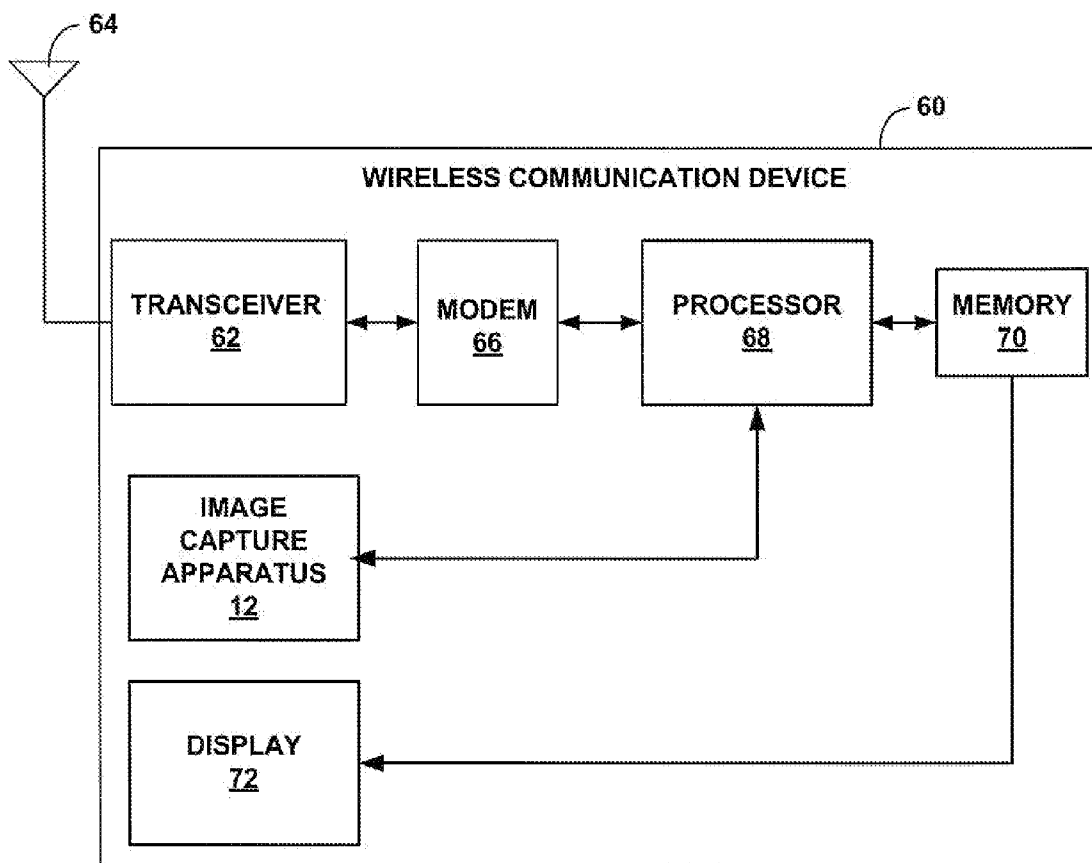 64
60
WIRELESS COMMUNICATION DEVICE
TRANSCEIVER
62
MODEM
66
PROCESSOR
68
MEMORY
70
IMAGE
CAPTURE
APPARATUS
12
DISPLAY
72